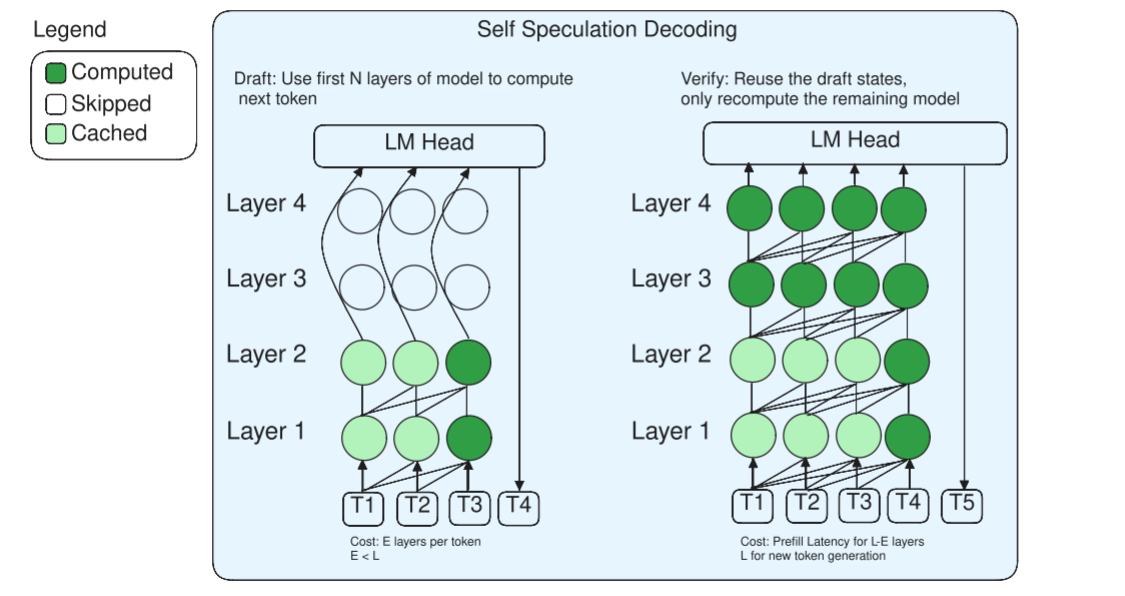 Legend
Computed
Skipped
Cached
Self Speculation Decoding
Draft: Use first N layers of model to compute
next token
LM Head
Layer 4
Layer 3
Layer 2
Layer 1
T1 T2 T3 T4
Cost: E layers per token
E < L
Verify: Reuse the draft states,
only recompute the remaining model
LM Head
Layer 4
Layer 3
Layer 2
Layer 1
T1 T2 T3 T4 T5
Cost: Prefill Latency for L-E layers
L for new token generation